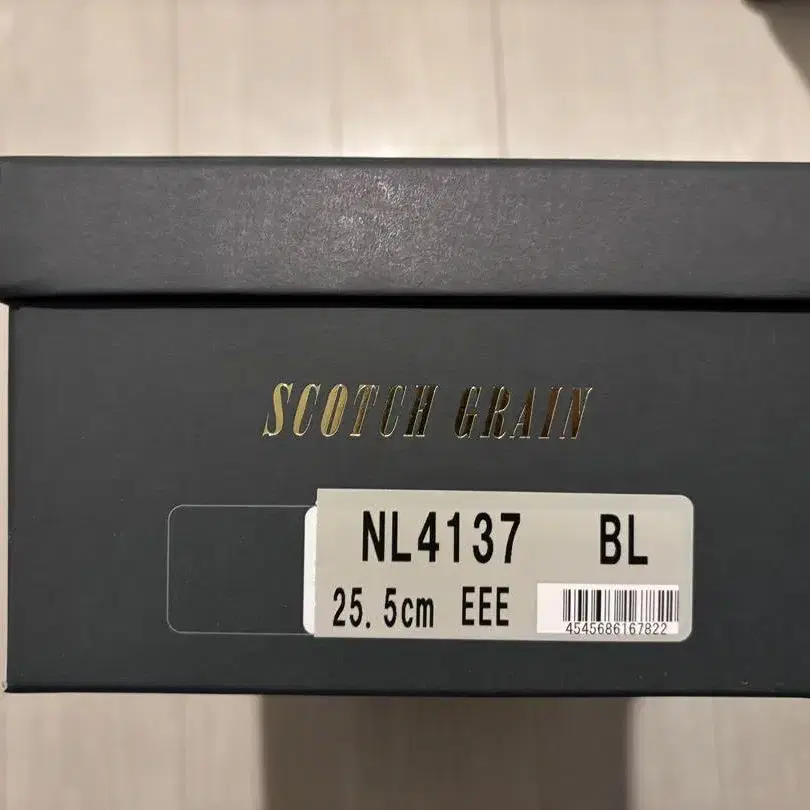 SCOTCH GRAIN
NL4137 BL
25.5cm EEE
4545686167822